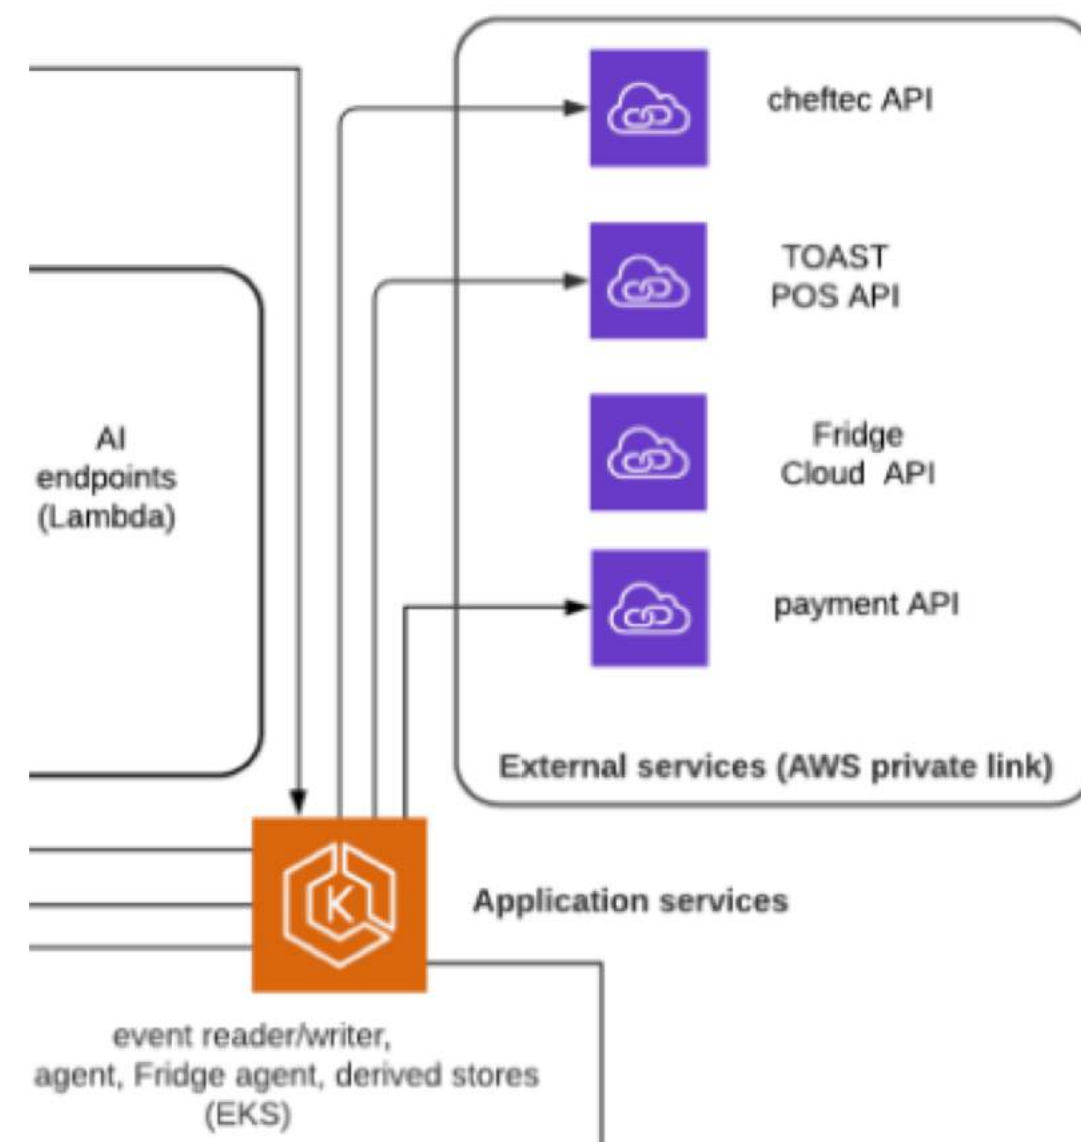 cheftec API
TOAST
POS API
AI
endpoints
(Lambda)
Fridge
Cloud API
payment API
External services (AWS private link)
K
Application services
event reader/writer,
agent, Fridge agent, derived stores
(EKS)